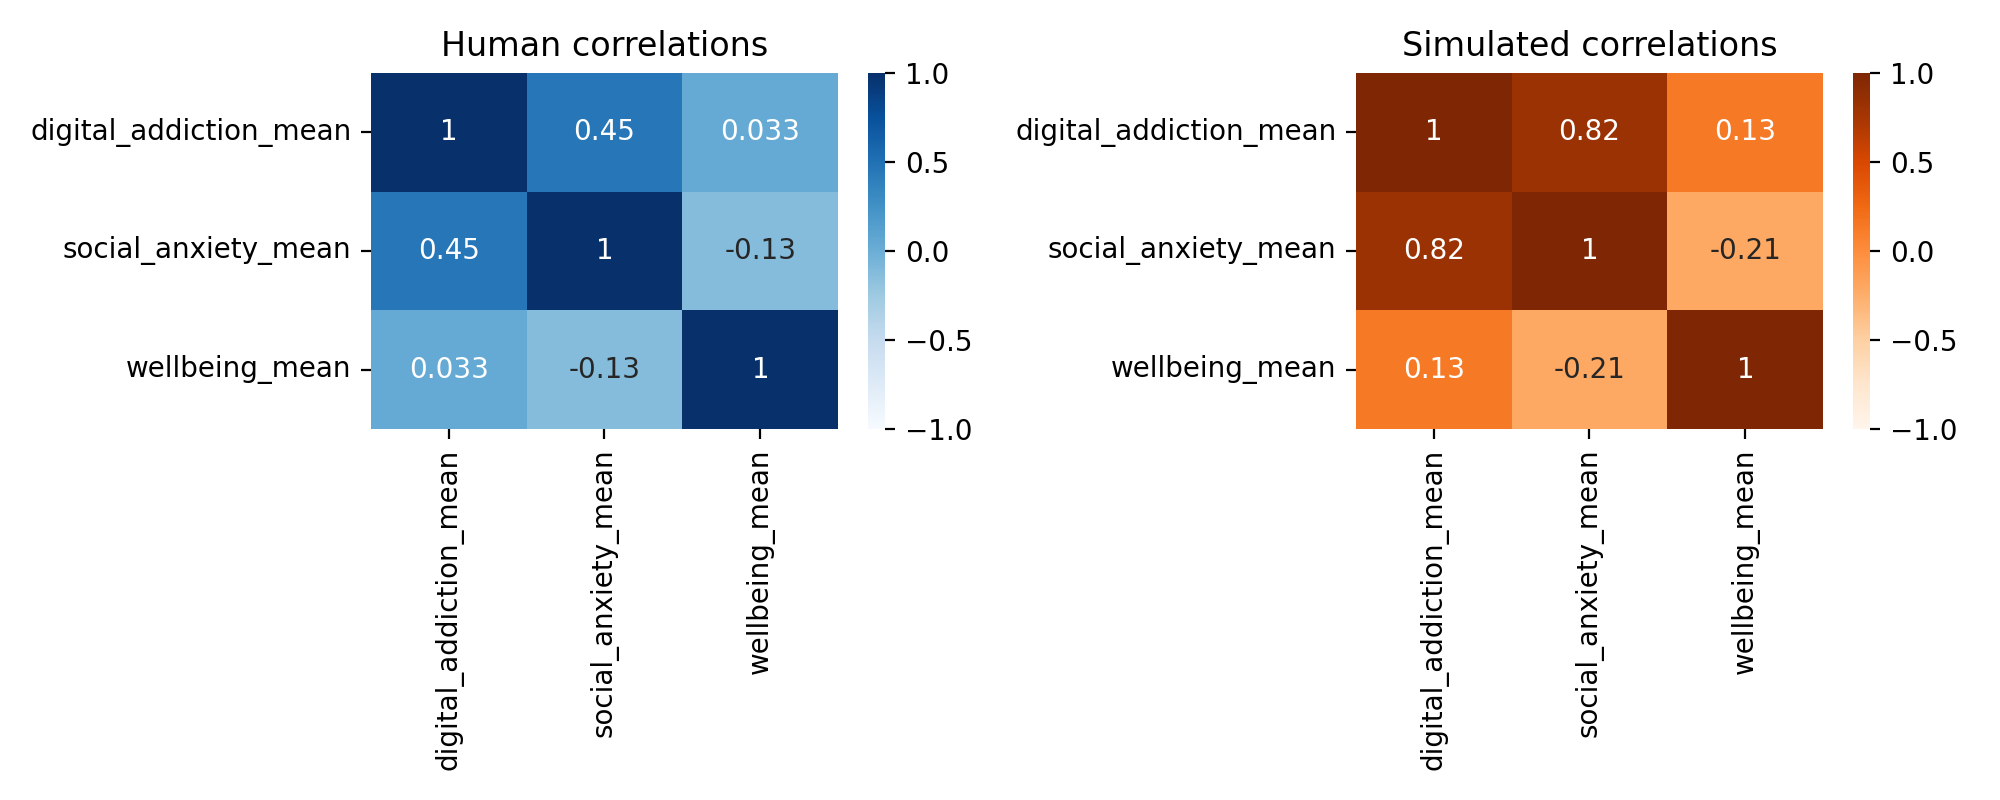 Human correlations
digital_addiction_mean
social_anxiety_mean
wellbeing_mean
1 0.45 0.033
0.45 1 -0.13
0.033 -0.13 1
digital_addiction_mean
social_anxiety_mean
wellbeing_mean
1.0
0.5
0.0
−0.5
−1.0
Simulated correlations
digital_addiction_mean
social_anxiety_mean
wellbeing_mean
1 0.82 0.13
0.82 1 -0.21
0.13 -0.21 1
digital_addiction_mean
social_anxiety_mean
wellbeing_mean
1.0
0.5
0.0
−0.5
−1.0